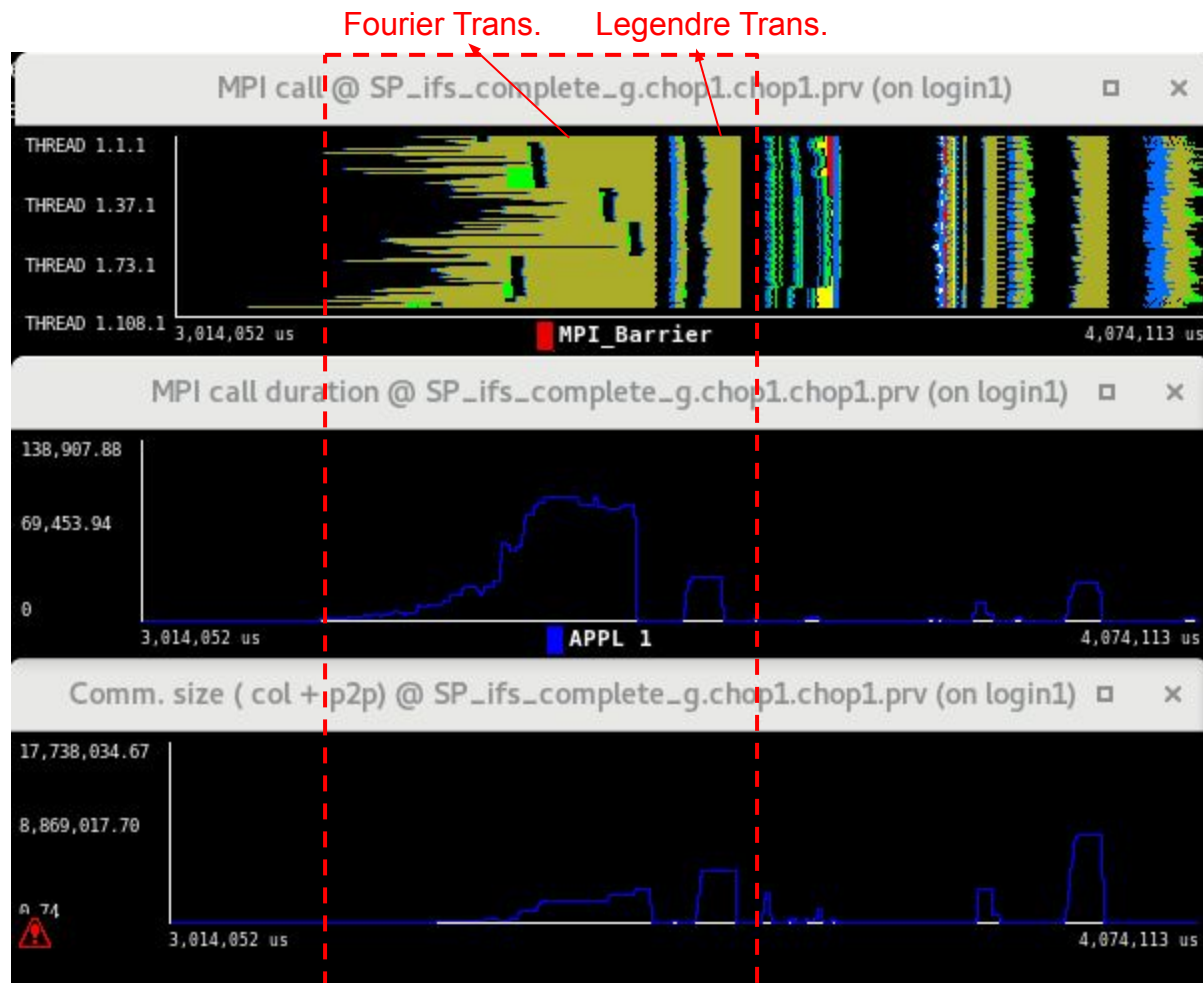 Fourier Trans. Legendre Trans.
MPI call @ SP_ifs_complete_g.chop1.chop1.prv (on login1)
THREAD 1.1.1
THREAD 1.37.1
THREAD 1.73.1
THREAD 1.108.1
3,014,052 us MPI_Barrier 4,074,113 us
MPI call duration @ SP_ifs_complete_g.chop1.chop1.prv (on login1)
138,907.88
69,453.94
0
3,014,052 us APPL 1 4,074,113 us
Comm. size ( col + p2p) @ SP_ifs_complete_g.chop1.chop1.prv (on login1)
17,738,034.67
8,869,017.70
0.74
3,014,052 us 4,074,113 us